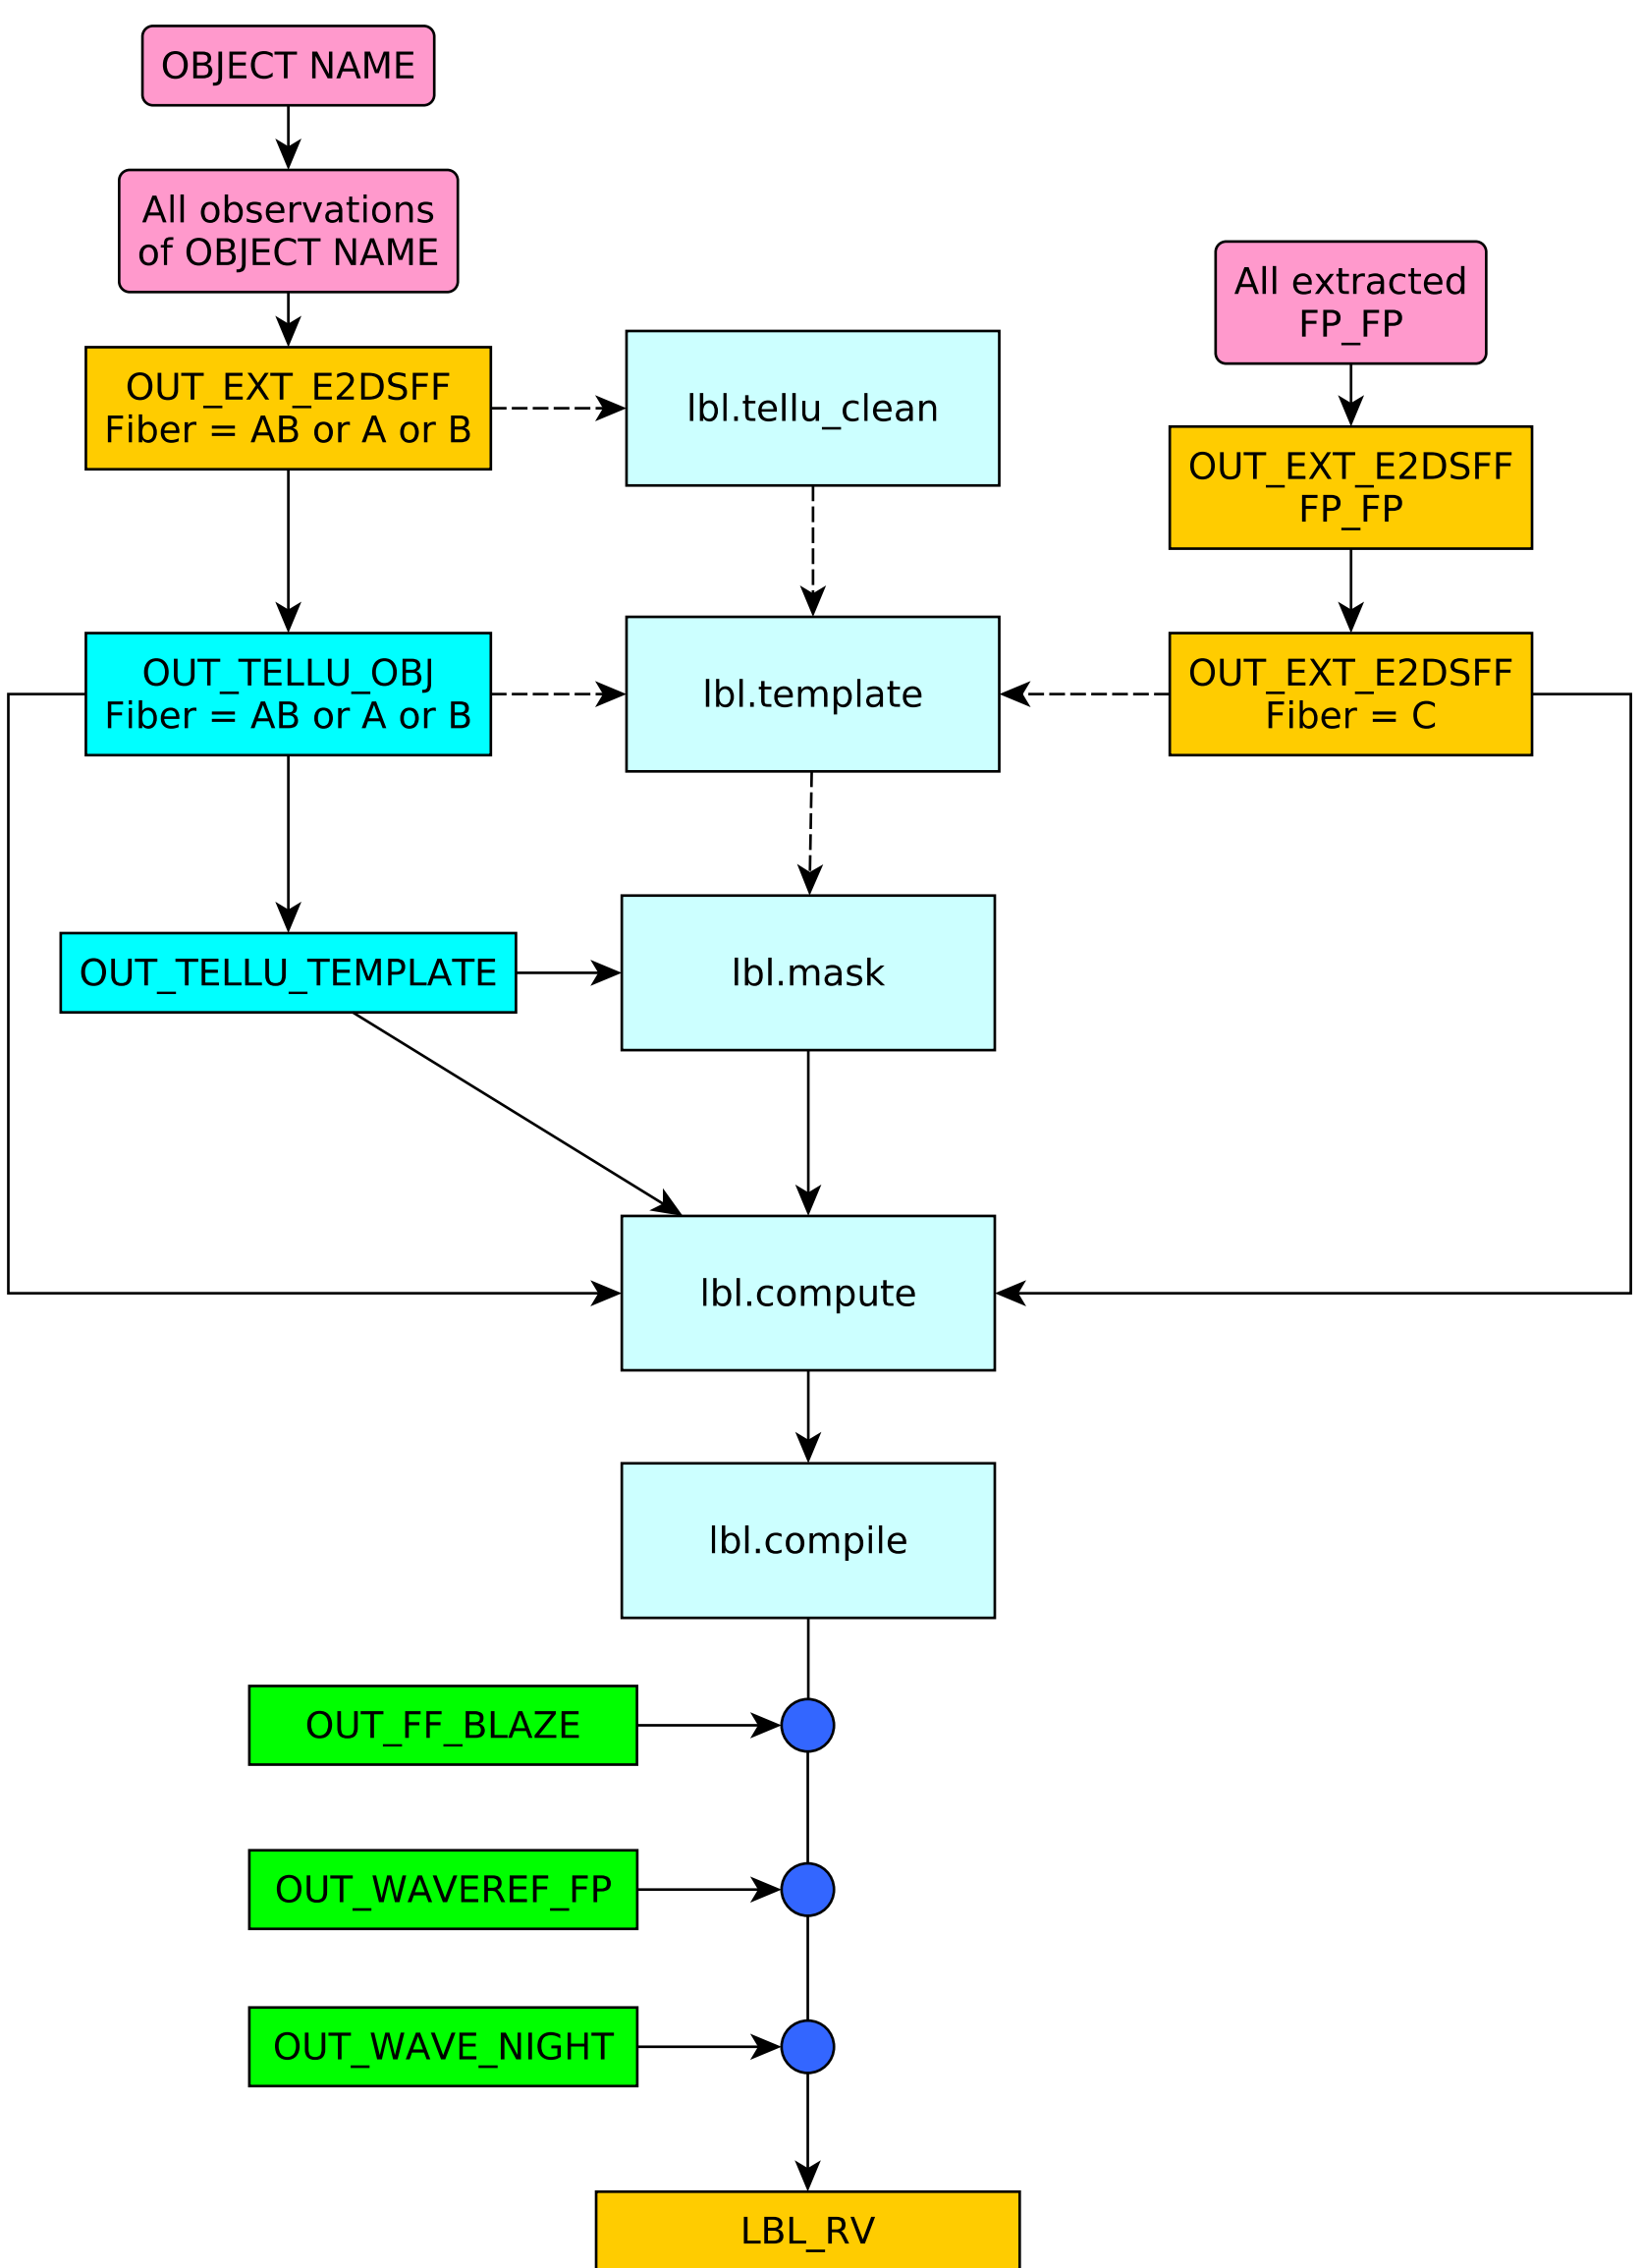 OBJECT NAME
All observations
of OBJECT NAME
All extracted
FP_FP
OUT_EXT_E2DSFF
Fiber = AB or A or B
lbl.tellu_clean
OUT_EXT_E2DSFF
FP_FP
OUT_TELLU_OBJ
Fiber = AB or A or B
lbl.template
OUT_EXT_E2DSFF
Fiber = C
OUT_TELLU_TEMPLATE
lbl.mask
lbl.compute
lbl.compile
OUT_FF_BLAZE
OUT_WAVEREF_FP
OUT_WAVE_NIGHT
LBL_RV